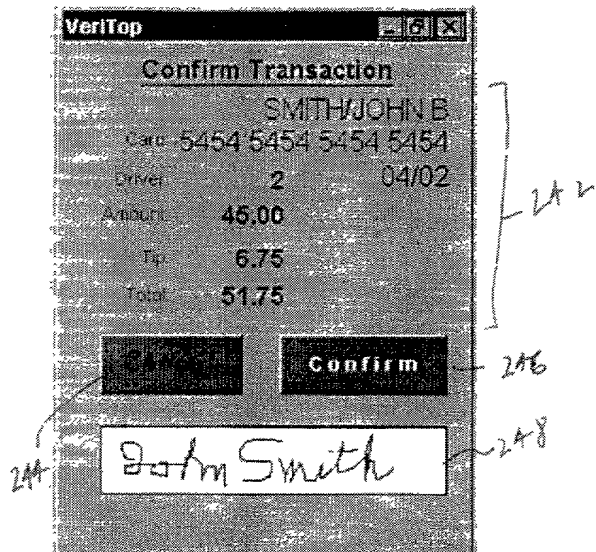 VeriTop
Confirm Transaction
SMITH/JOHN B
Card 5454 5454 5454 5454
Driver 2 04/02
Amount 45.00
Tip 6.75
Total 51.75
242
Cancel Confirm
246
244
John Smith
248